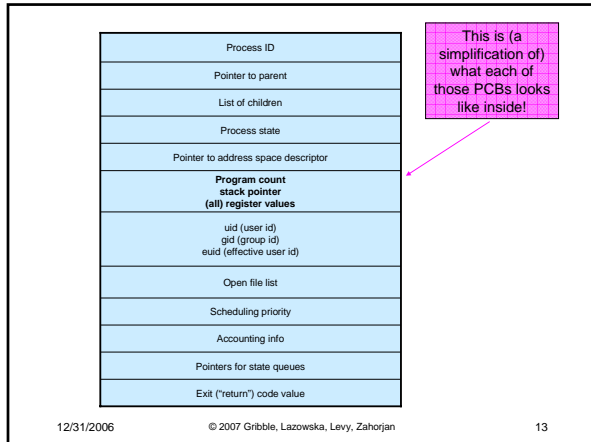 Process ID
Pointer to parent
List of children
Process state
Pointer to address space descriptor
Program count
stack pointer
(all) register values
uid (user id)
gid (group id)
euid (effective user id)
Open file list
Scheduling priority
Accounting info
Pointers for state queues
Exit ("return") code value
This is (a
simplification of)
what each of
those PCBs looks
like inside!
12/31/2006
© 2007 Gribble, Lazowska, Levy, Zahorjan
13